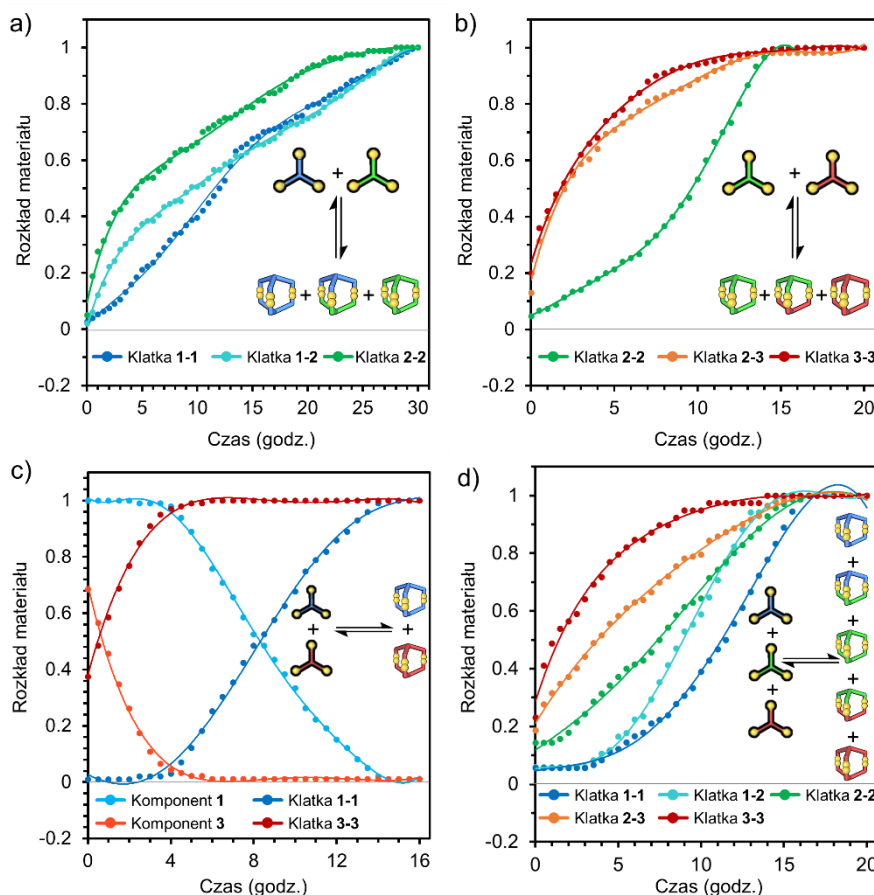 a)
Rozkład materiału
1
0.8
0.6
0.4
0.2
0
-0.2
+
+ +
Klatka 1-1 Klatka 1-2 Klatka 2-2
0 5 10 15 20 25 30
Czas (godz.)
b)
Rozkład materiału
1
0.8
0.6
0.4
0.2
0
-0.2
+
+ +
Klatka 2-2 Klatka 2-3 Klatka 3-3
0 5 10 15 20
Czas (godz.)
c)
Rozkład materiału
1
0.8
0.6
0.4
0.2
0
-0.2
+ +
Komponent 1 Klatka 1-1
Komponent 3 Klatka 3-3
0 4 8 12 16
Czas (godz.)
d)
Rozkład materiału
1
0.8
0.6
0.4
0.2
0
-0.2
+
+
+
+
+
+
Klatka 1-1 Klatka 1-2 Klatka 2-2
Klatka 2-3 Klatka 3-3
0 5 10 15 20
Czas (godz.)